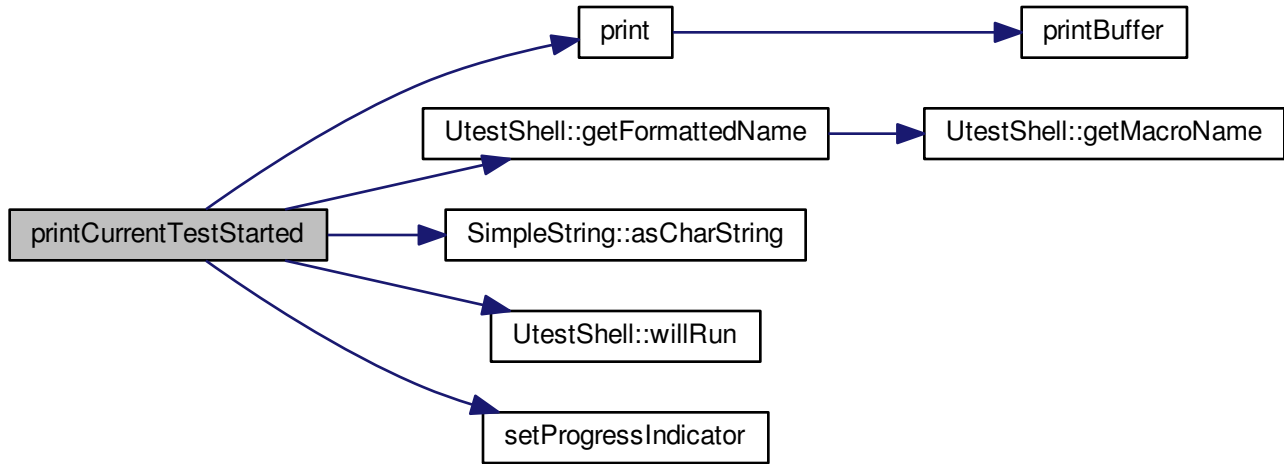 print
printBuffer
UtestShell::getFormattedName
UtestShell::getMacroName
printCurrentTestStarted
SimpleString::asCharString
UtestShell::willRun
setProgressIndicator